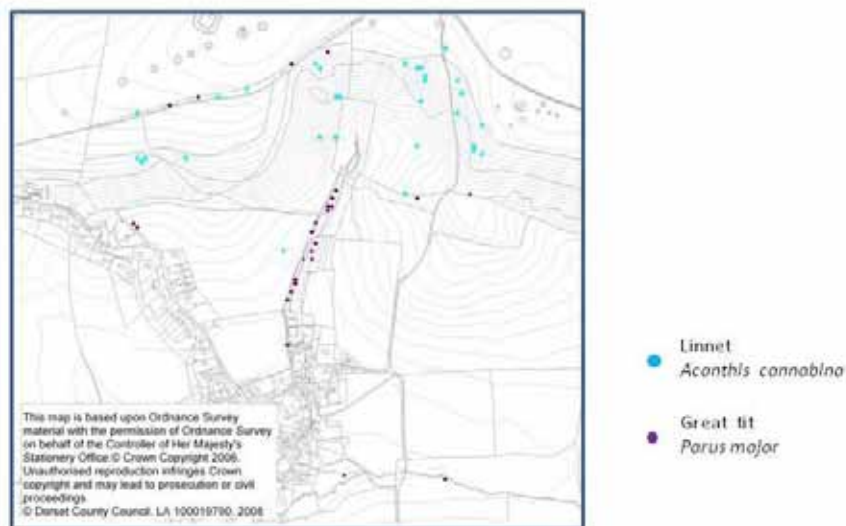 This map is based upon Ordnance Survey
material with the permission of Ordnance Survey
on behalf of the Controller of Her Majesty's
Stationery Office © Crown Copyright 2006.
Unauthorised reproduction infringes Crown
copyright and may lead to prosecution or civil
proceedings.
© Dorset County Council. LA 100019790, 2008
Linnet
Acanthis cannabina
Great tit
Parus major